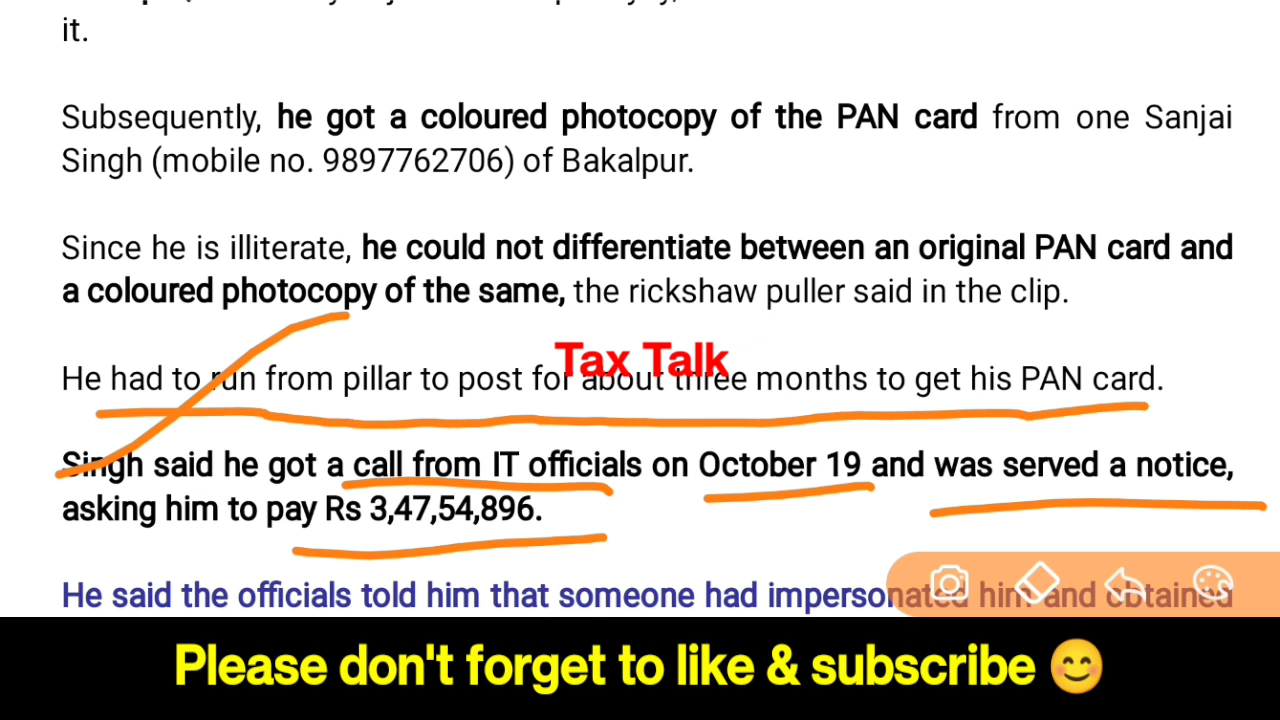 it.
Subsequently, he got a coloured photocopy of the PAN card from one Sanjai
Singh (mobile no. 9897762706) of Bakalpur.
Since he is illiterate, he could not differentiate between an original PAN card and
a coloured photocopy of the same, the rickshaw puller said in the clip.
Tax Talk
He had to run from pillar to post for about three months to get his PAN card.
Singh said he got a call from IT officials on October 19 and was served a notice,
asking him to pay Rs 3,47,54,896.
He said the officials told him that someone had impersonated him and obtained
Please don't forget to like & subscribe 😊